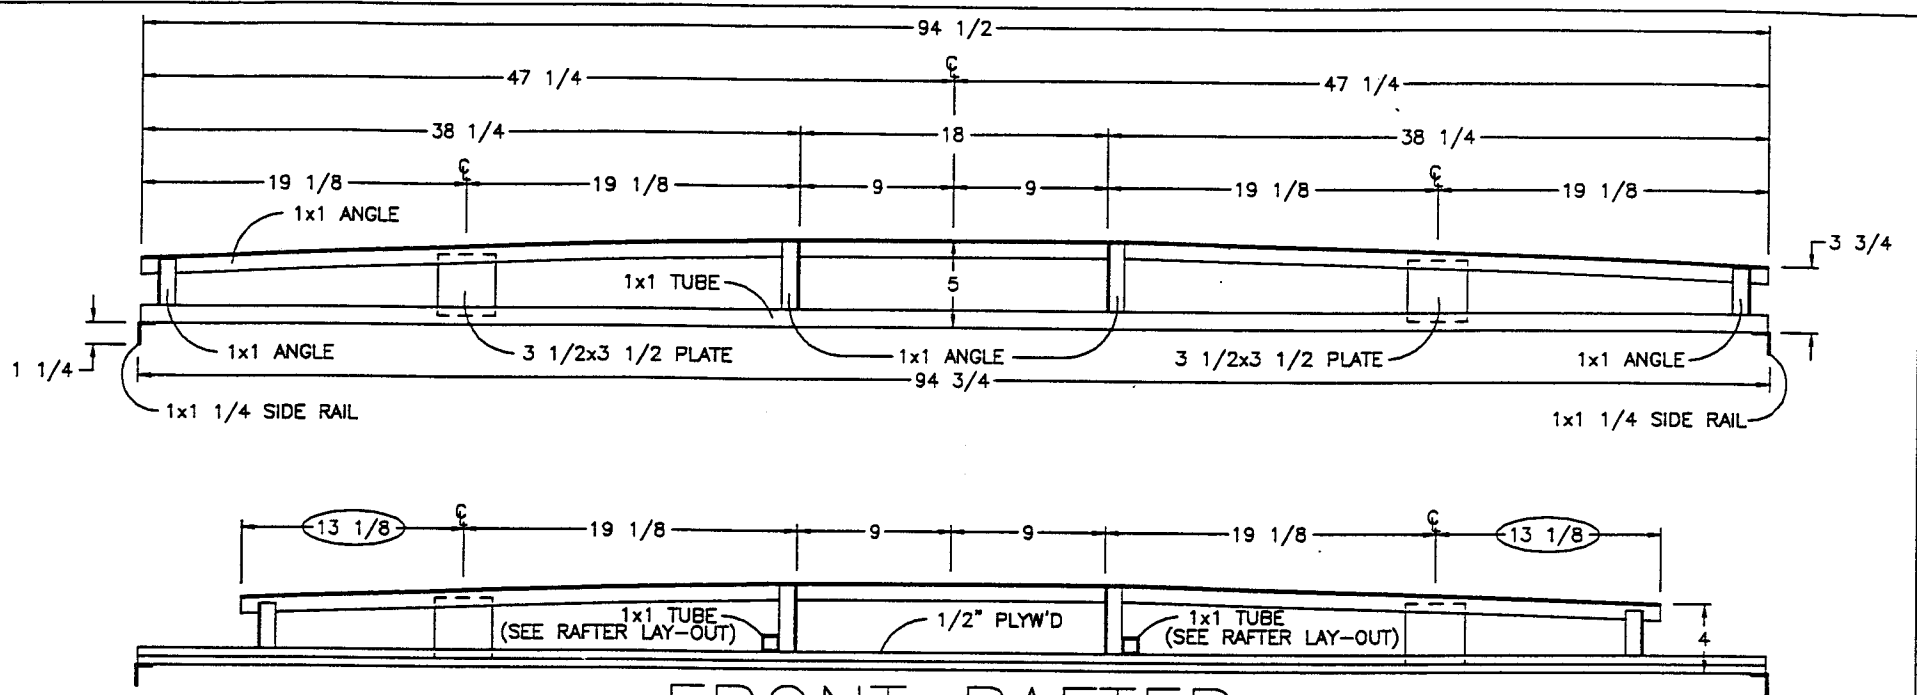 94 1/2
47 1/4 ℄ 47 1/4
38 1/4 18 38 1/4
19 1/8 ℄ 19 1/8 9 9 19 1/8 ℄ 19 1/8
1x1 ANGLE
3 3/4
1x1 TUBE 5
1 1/4 1x1 ANGLE 3 1/2x3 1/2 PLATE 1x1 ANGLE 3 1/2x3 1/2 PLATE 1x1 ANGLE
94 3/4
1x1 1/4 SIDE RAIL 1x1 1/4 SIDE RAIL
13 1/8 ℄ 19 1/8 9 9 19 1/8 ℄ 13 1/8
1x1 TUBE 1/2" PLYW'D 1x1 TUBE
(SEE RAFTER LAY-OUT) (SEE RAFTER LAY-OUT) 4
FRONT RAFTER